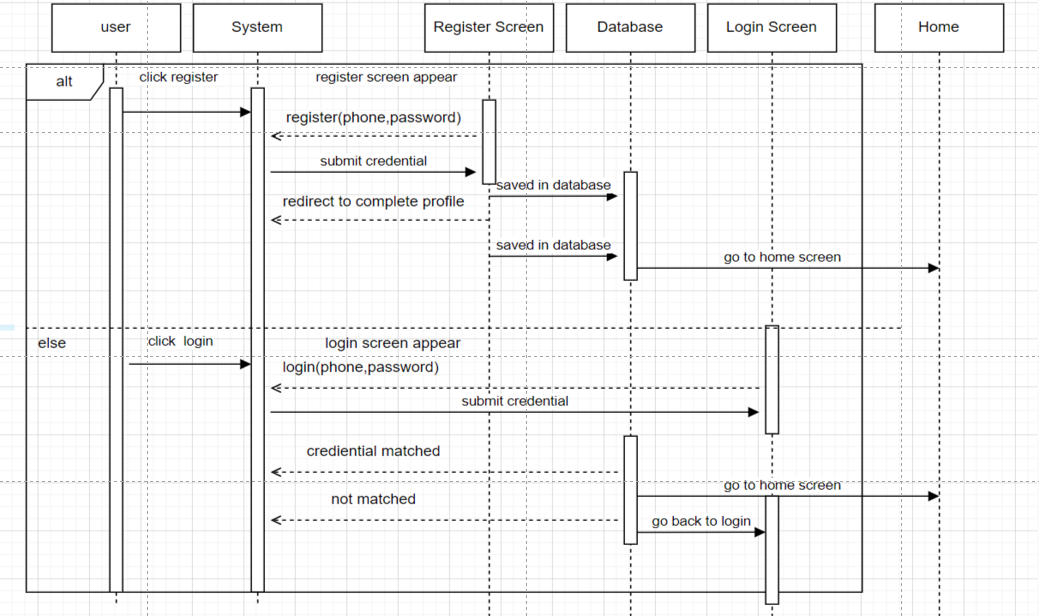 user
System
Register Screen
Database
Login Screen
Home
alt
click register
register screen appear
register(phone,password)
submit credential
saved in database
redirect to complete profile
saved in database
go to home screen
else
click login
login screen appear
login(phone,password)
submit credential
crediential matched
go to home screen
not matched
go back to login